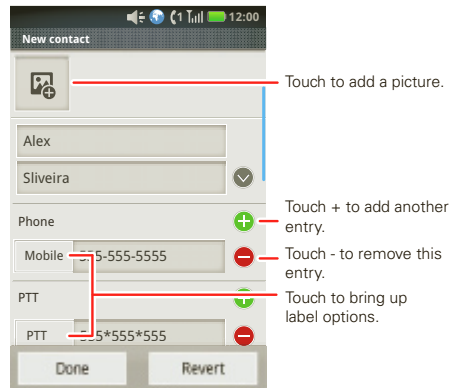 1 12:00
New contact
Touch to add a picture.
Alex
Sliveira
Phone
Touch + to add another
entry.
Mobile 555-555-5555
Touch - to remove this
entry.
PTT
Touch to bring up
label options.
PTT 555*555*555
Done Revert